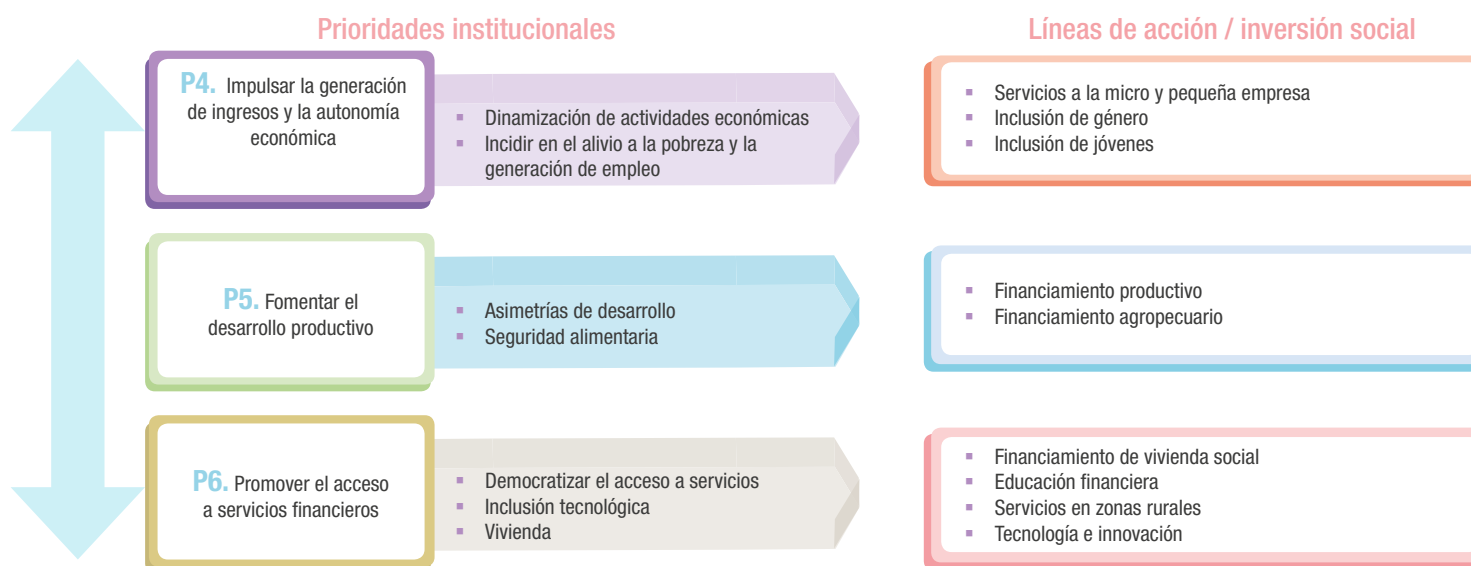 Prioridades institucionales
Líneas de acción / inversión social
P4. Impulsar la generación
de ingresos y la autonomía
económica
▪ Dinamización de actividades económicas
▪ Incidir en el alivio a la pobreza y la
generación de empleo
▪ Servicios a la micro y pequeña empresa
▪ Inclusión de género
▪ Inclusión de jóvenes
P5. Fomentar el
desarrollo productivo
▪ Asimetrías de desarrollo
▪ Seguridad alimentaria
▪ Financiamiento productivo
▪ Financiamiento agropecuario
P6. Promover el acceso
a servicios financieros
▪ Democratizar el acceso a servicios
▪ Inclusión tecnológica
▪ Vivienda
▪ Financiamiento de vivienda social
▪ Educación financiera
▪ Servicios en zonas rurales
▪ Tecnología e innovación